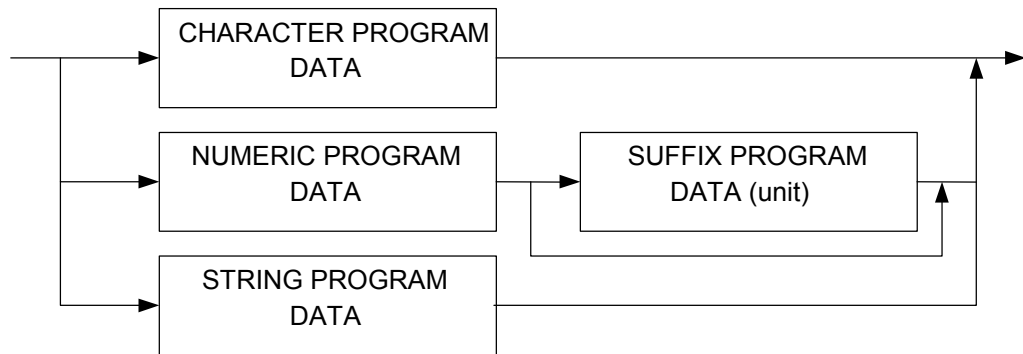 CHARACTER PROGRAM
DATA
NUMERIC PROGRAM
DATA
SUFFIX PROGRAM
DATA (unit)
STRING PROGRAM
DATA